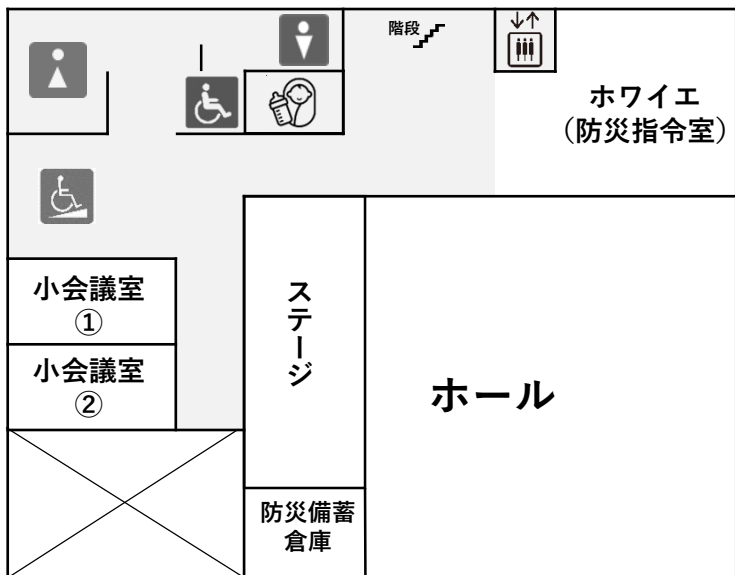 階段
ホワイエ
（防災指令室）
小会議室
①
小会議室
②
ステージ
ホール
防災備蓄
倉庫